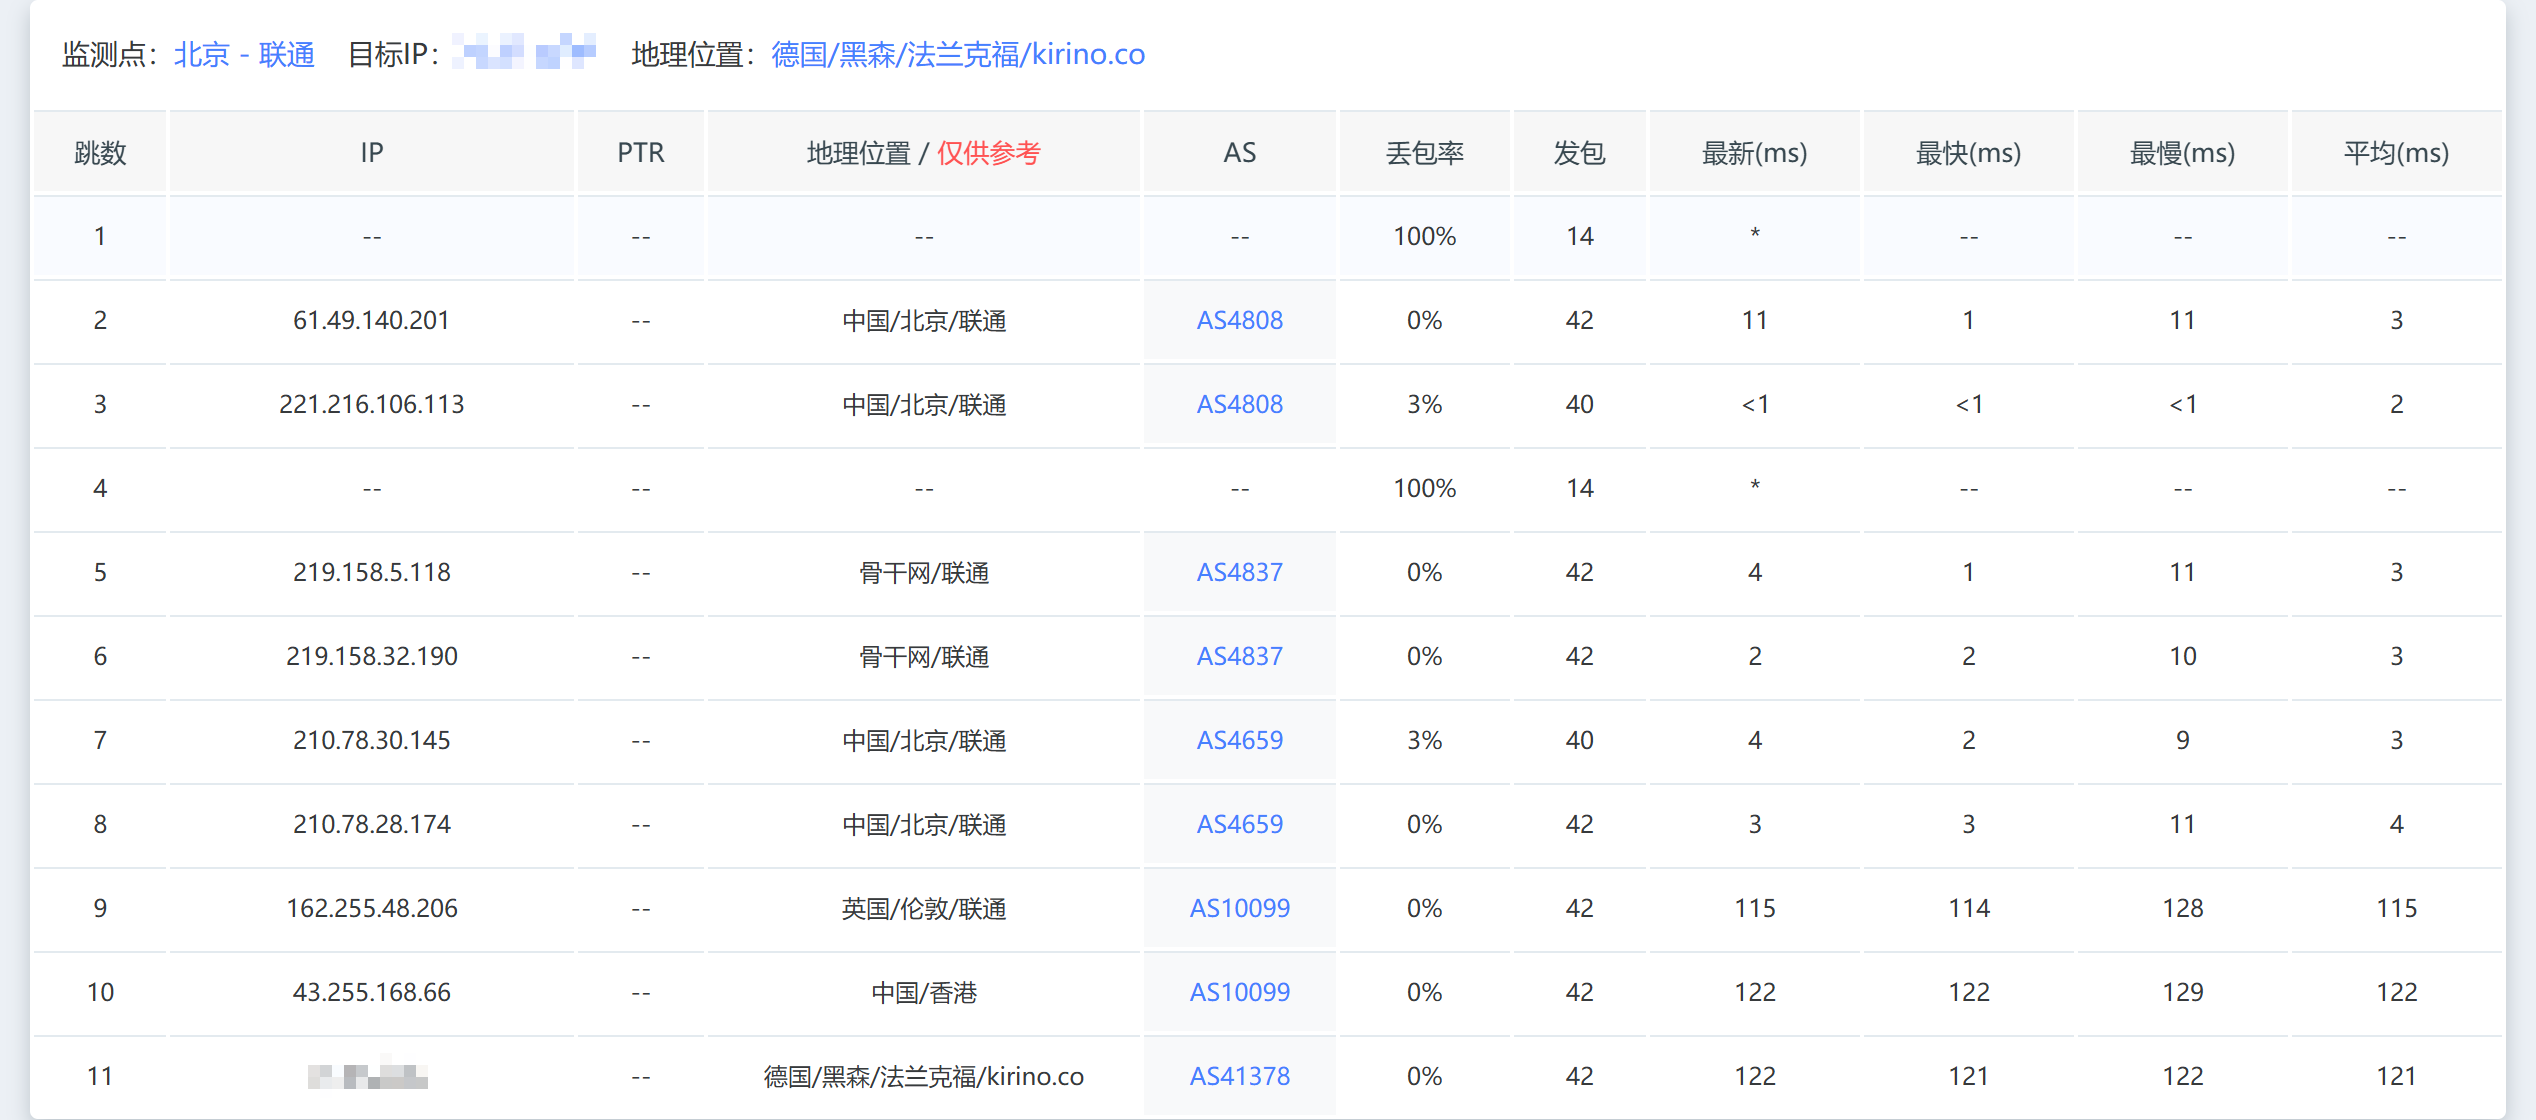 监测点：北京 - 联通 目标IP： 地理位置：德国/黑森/法兰克福/kirino.co
跳数 IP PTR 地理位置 / 仅供参考 AS 丢包率 发包 最新(ms) 最快(ms) 最慢(ms) 平均(ms)
1 -- -- -- -- 100% 14 * -- -- --
2 61.49.140.201 -- 中国/北京/联通 AS4808 0% 42 11 1 11 3
3 221.216.106.113 -- 中国/北京/联通 AS4808 3% 40 <1 <1 <1 2
4 -- -- -- -- 100% 14 * -- -- --
5 219.158.5.118 -- 骨干网/联通 AS4837 0% 42 4 1 11 3
6 219.158.32.190 -- 骨干网/联通 AS4837 0% 42 2 2 10 3
7 210.78.30.145 -- 中国/北京/联通 AS4659 3% 40 4 2 9 3
8 210.78.28.174 -- 中国/北京/联通 AS4659 0% 42 3 3 11 4
9 162.255.48.206 -- 英国/伦敦/联通 AS10099 0% 42 115 114 128 115
10 43.255.168.66 -- 中国/香港 AS10099 0% 42 122 122 129 122
11 -- 德国/黑森/法兰克福/kirino.co AS41378 0% 42 122 121 122 121